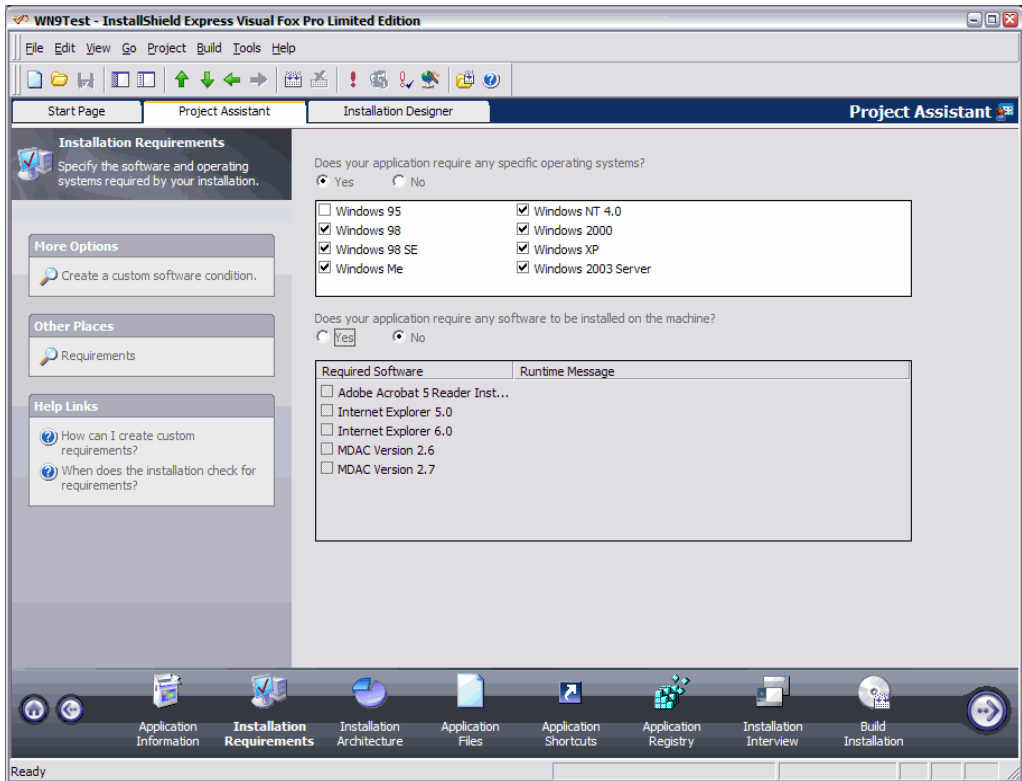 WN9Test - InstallShield Express Visual Fox Pro Limited Edition
File Edit View Go Project Build Tools Help
Start Page Project Assistant Installation Designer Project Assistant
Installation Requirements
Specify the software and operating
systems required by your installation.
More Options
Create a custom software condition.
Other Places
Requirements
Help Links
How can I create custom
requirements?
When does the installation check for
requirements?
Does your application require any specific operating systems?
Yes No
Windows 95 Windows NT 4.0
Windows 98 Windows 2000
Windows 98 SE Windows XP
Windows Me Windows 2003 Server
Does your application require any software to be installed on the machine?
Yes No
Required Software Runtime Message
Adobe Acrobat 5 Reader Inst...
Internet Explorer 5.0
Internet Explorer 6.0
MDAC Version 2.6
MDAC Version 2.7
Application Information
Installation Requirements
Installation Architecture
Application Files
Application Shortcuts
Application Registry
Installation Interview
Build Installation
Ready